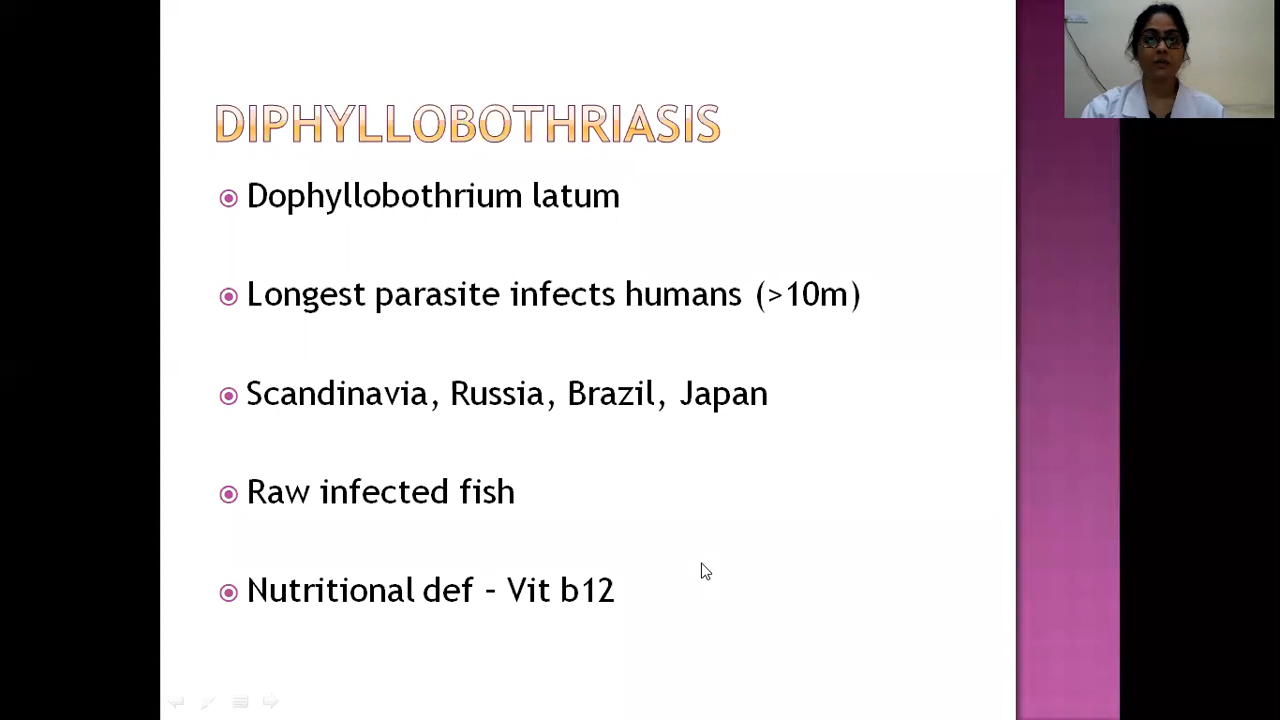 DIPHYLLOBOTHRIASIS
Dophyllobothrium latum
Longest parasite infects humans (>10m)
Scandinavia, Russia, Brazil, Japan
Raw infected fish
Nutritional def - Vit b12